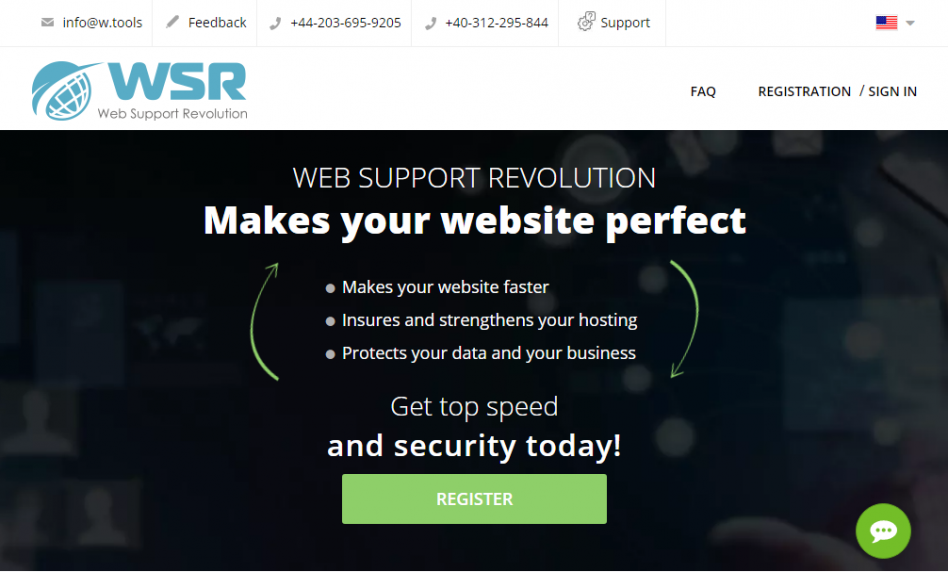 info@w.tools
Feedback
+44-203-695-9205
+40-312-295-844
Support
WSR
Web Support Revolution
FAQ
REGISTRATION / SIGN IN
WEB SUPPORT REVOLUTION
Makes your website perfect
Makes your website faster
Insures and strengthens your hosting
Protects your data and your business
Get top speed
and security today!
REGISTER